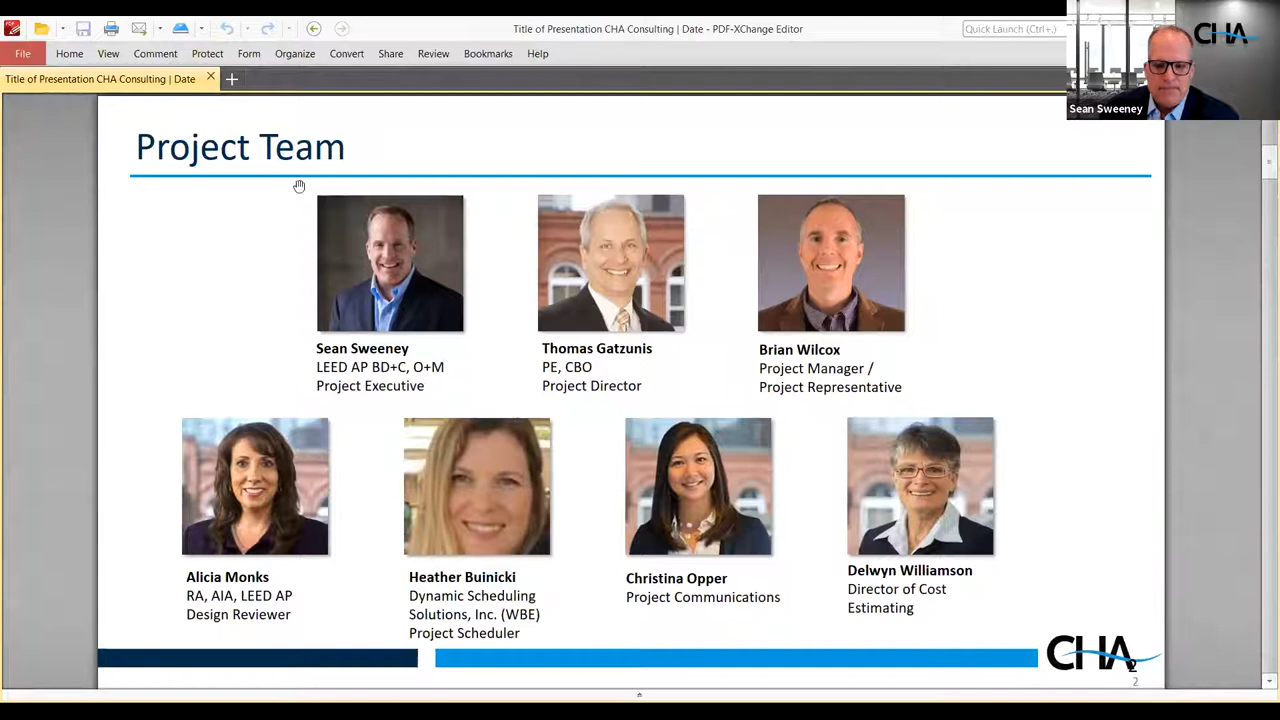 Title of Presentation CHA Consulting | Date - PDF-XChange Editor
Quick Launch (Ctrl+.)
File Home View Comment Protect Form Organize Convert Share Review Bookmarks Help
Title of Presentation CHA Consulting | Date
CHA
Sean Sweeney
Project Team
Sean Sweeney
LEED AP BD+C, O+M
Project Executive
Thomas Gatzunis
PE, CBO
Project Director
Brian Wilcox
Project Manager /
Project Representative
Alicia Monks
RA, AIA, LEED AP
Design Reviewer
Heather Buinicki
Dynamic Scheduling
Solutions, Inc. (WBE)
Project Scheduler
Christina Opper
Project Communications
Delwyn Williamson
Director of Cost
Estimating
CHA
2
2